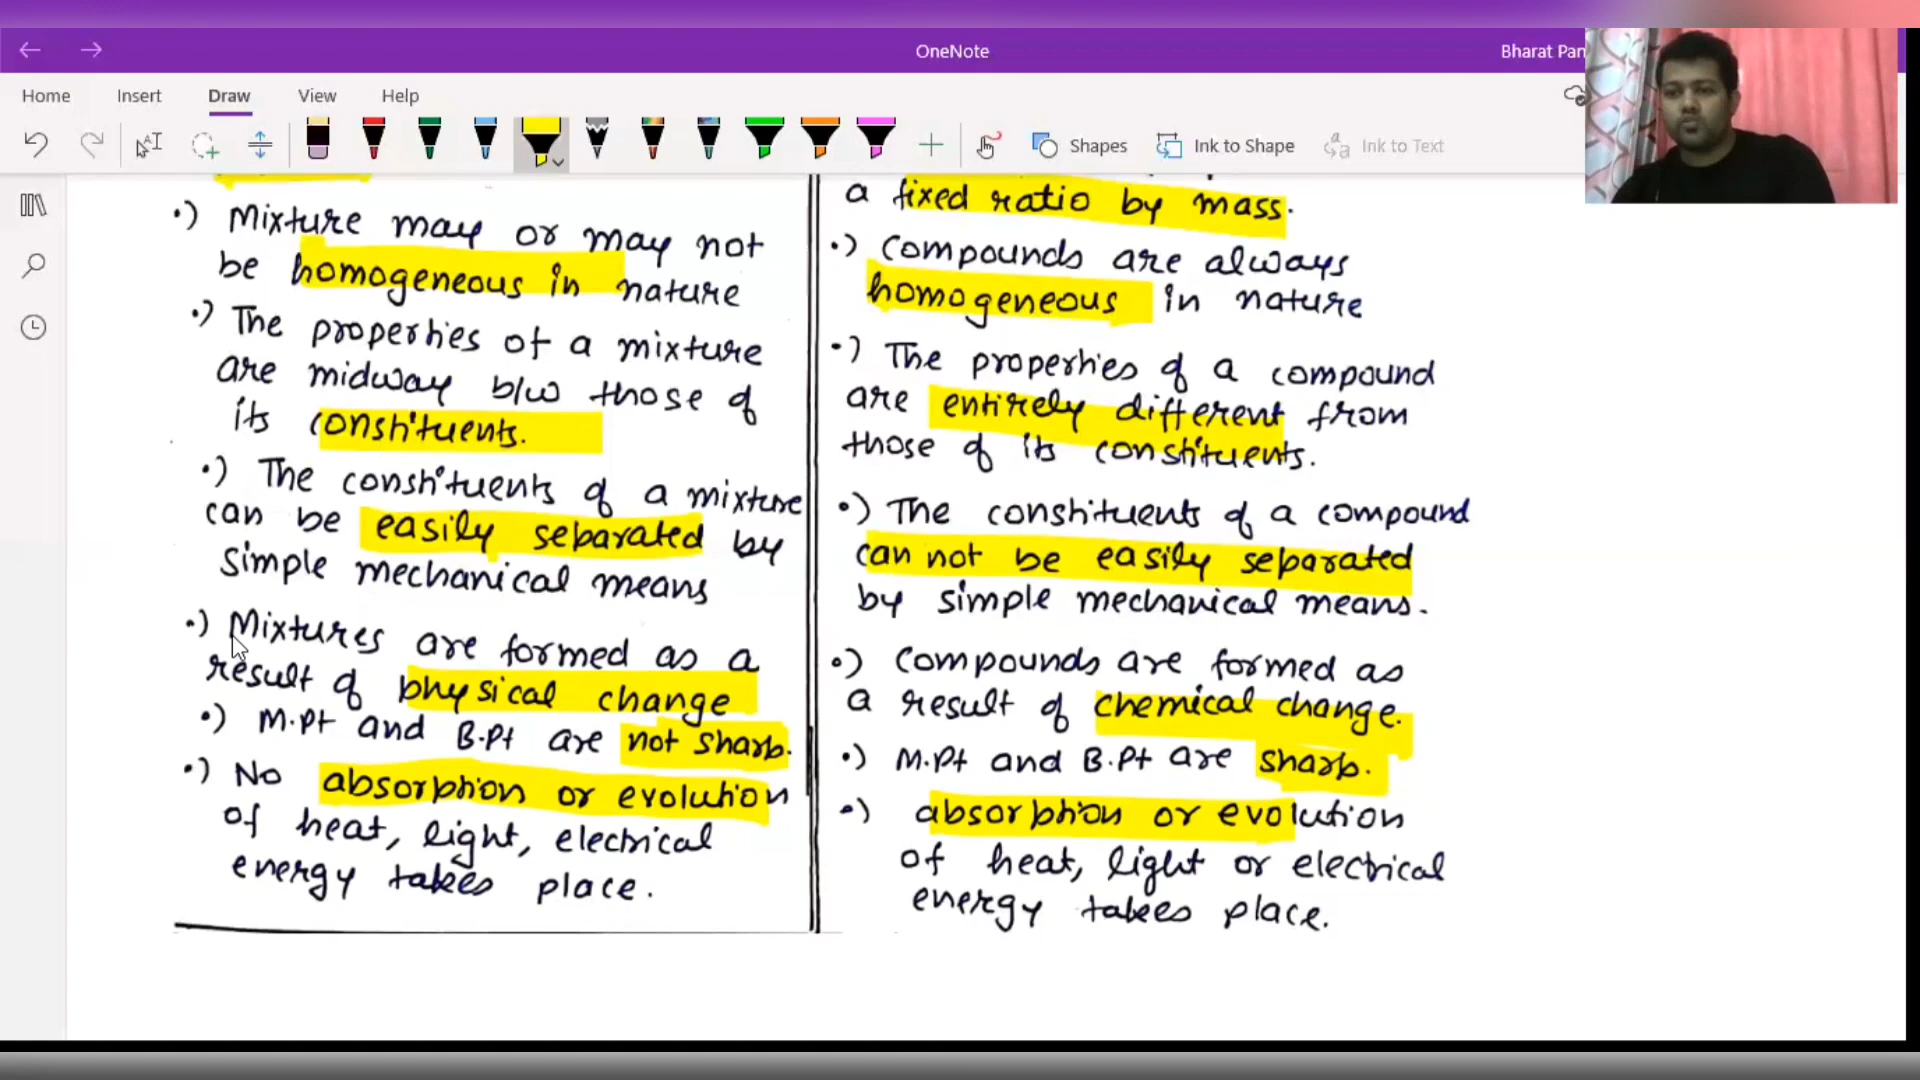 OneNote
Bharat Pan
Home Insert Draw View Help
Shapes Ink to Shape Ink to Text
•) Mixture may or may not
be homogeneous in nature
•) The properties of a mixture
are midway b/w those of
its constituents.
•) The constituents of a mixture
can be easily separated by
simple mechanical means
•) Mixtures are formed as a
result of physical change
•) M.Pt and B.Pt are not sharp.
•) No absorption or evolution
of heat, light, electrical
energy takes place.
a fixed ratio by mass.
•) Compounds are always
homogeneous in nature
•) The properties of a compound
are entirely different from
those of its constituents.
•) The constituents of a compound
can not be easily separated
by simple mechanical means.
•) Compounds are formed as
a result of chemical change.
•) M.Pt and B.Pt are sharp.
•) absorption or evolution
of heat, light or electrical
energy takes place.